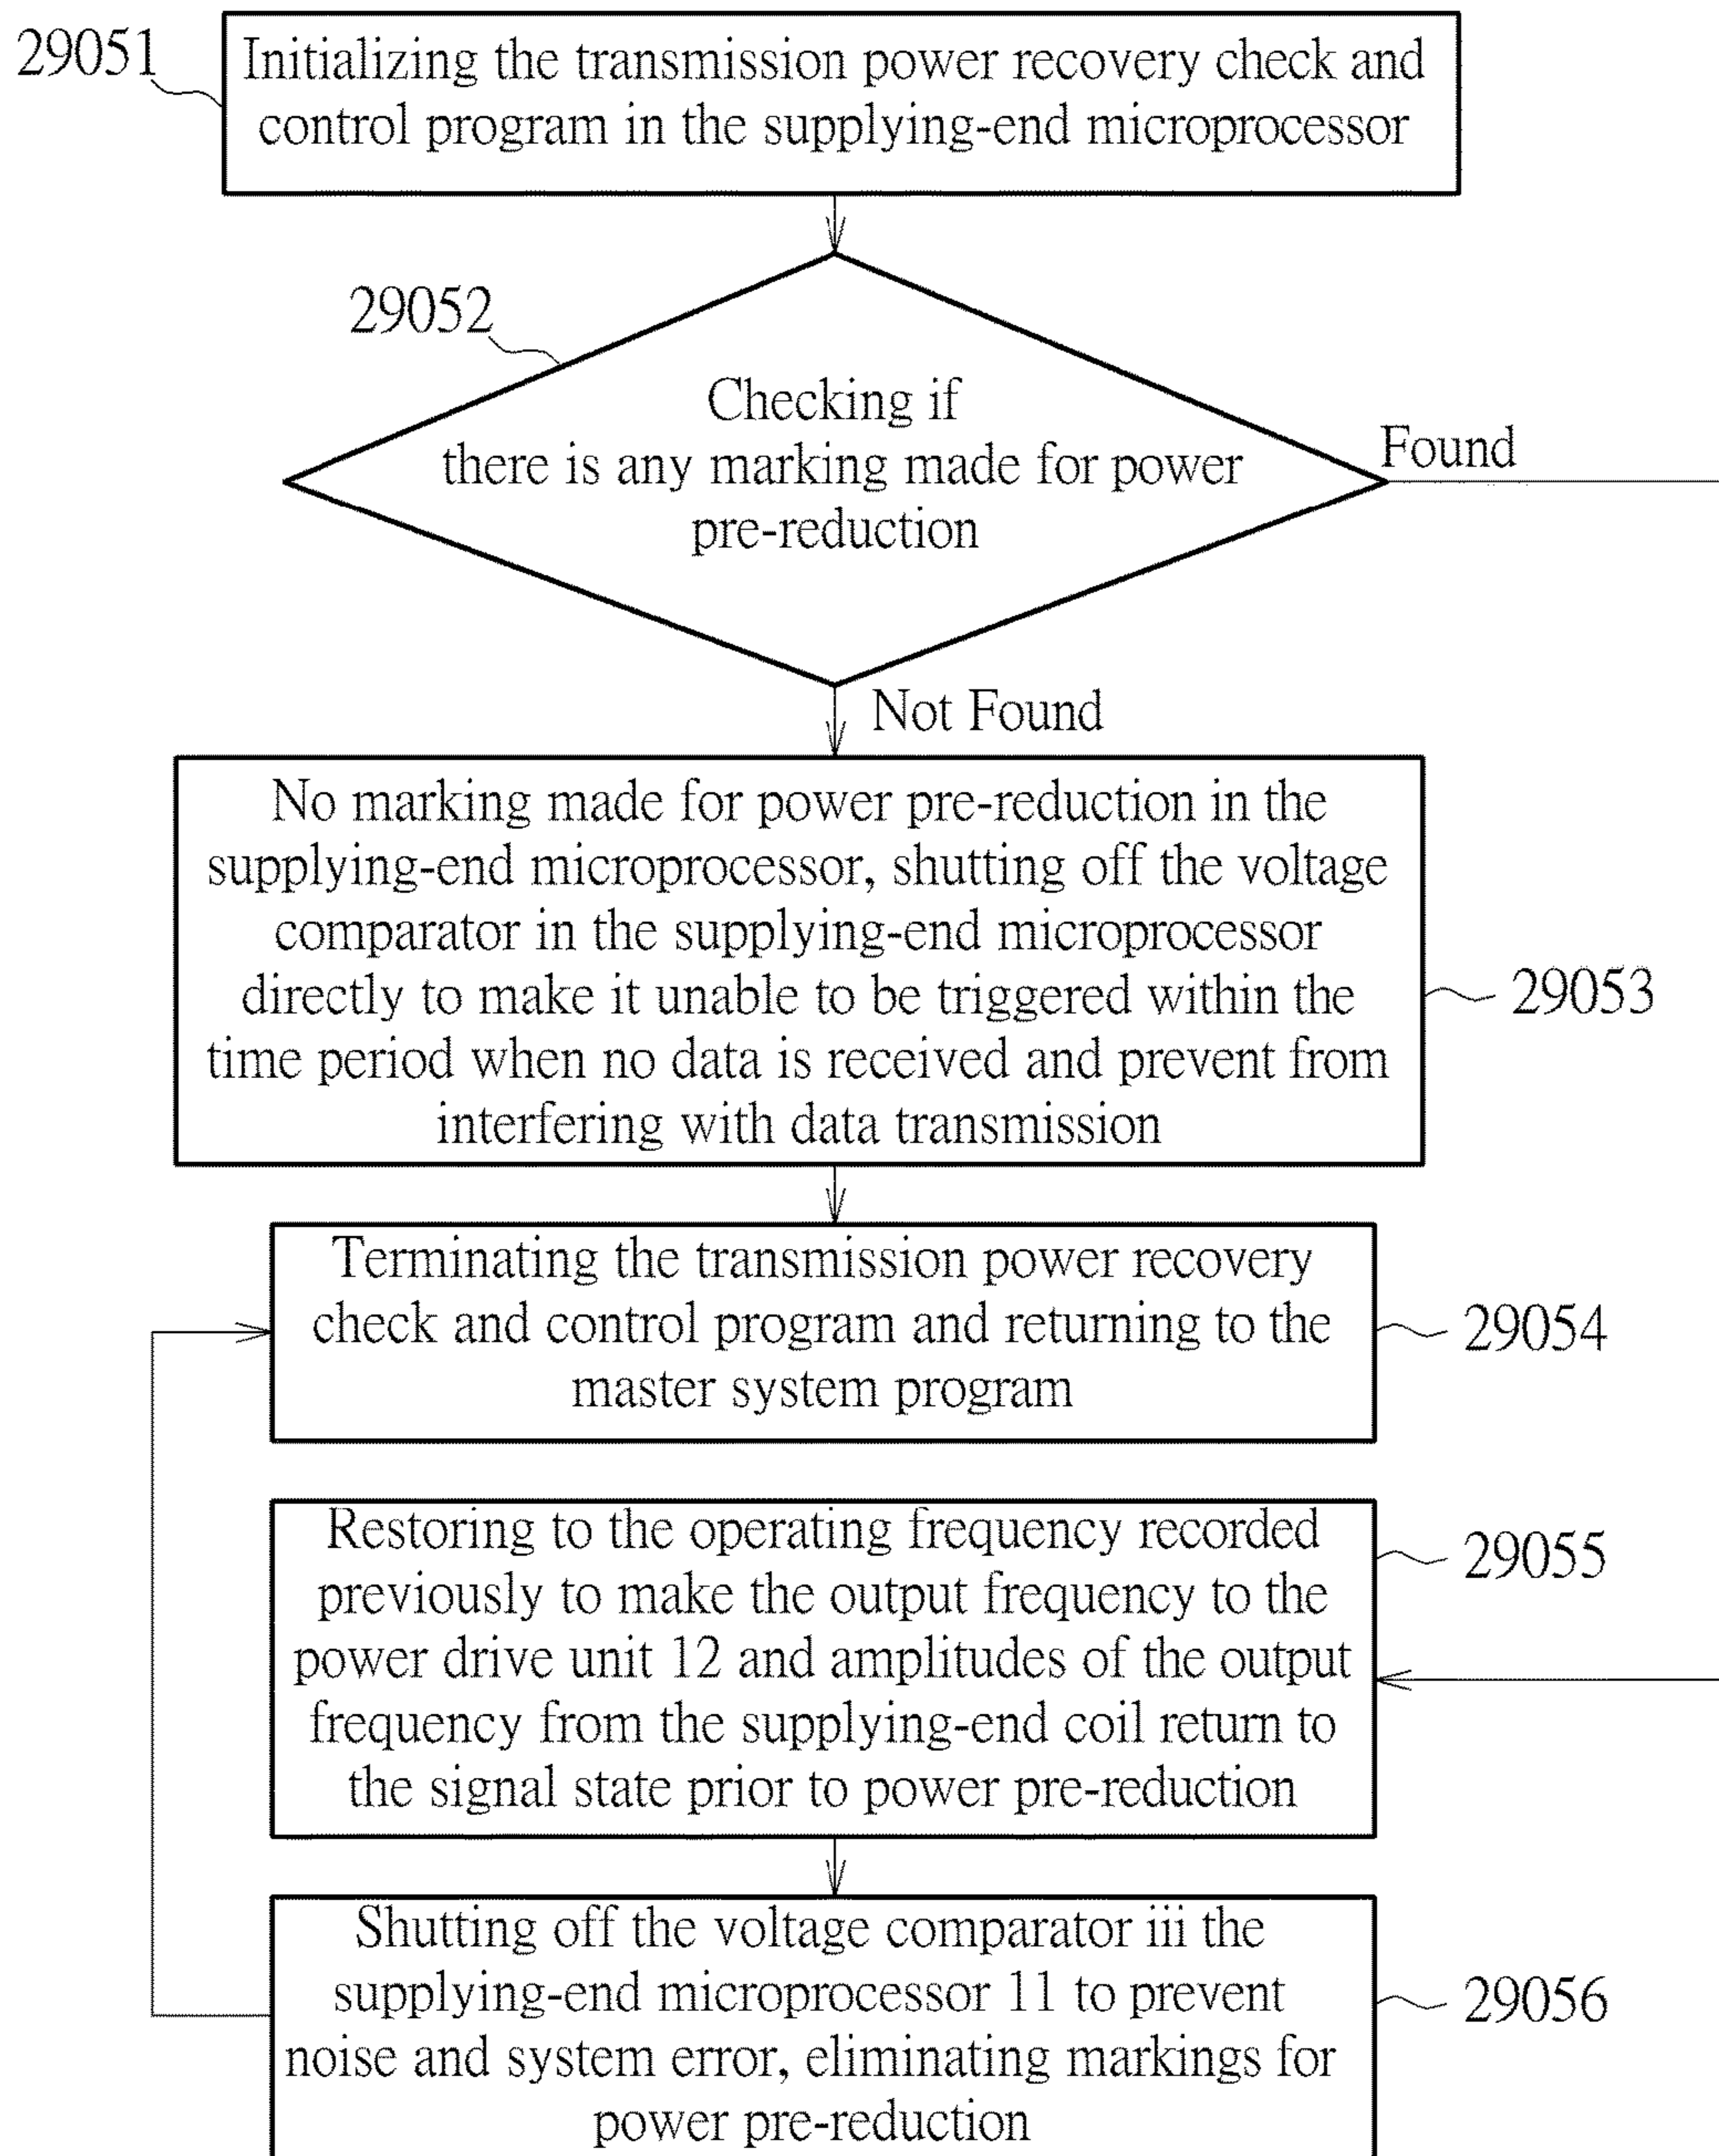 29051
Initializing the transmission power recovery check and
control program in the supplying-end microprocessor
29052
Checking if
there is any marking made for power
pre-reduction
Found
Not Found
No marking made for power pre-reduction in the
supplying-end microprocessor, shutting off the voltage
comparator in the supplying-end microprocessor
directly to make it unable to be triggered within the
time period when no data is received and prevent from
interfering with data transmission
29053
Terminating the transmission power recovery
check and control program and returning to the
master system program
29054
Restoring to the operating frequency recorded
previously to make the output frequency to the
power drive unit 12 and amplitudes of the output
frequency from the supplying-end coil return to
the signal state prior to power pre-reduction
29055
Shutting off the voltage comparator iii the
supplying-end microprocessor 11 to prevent
noise and system error, eliminating markings for
power pre-reduction
29056